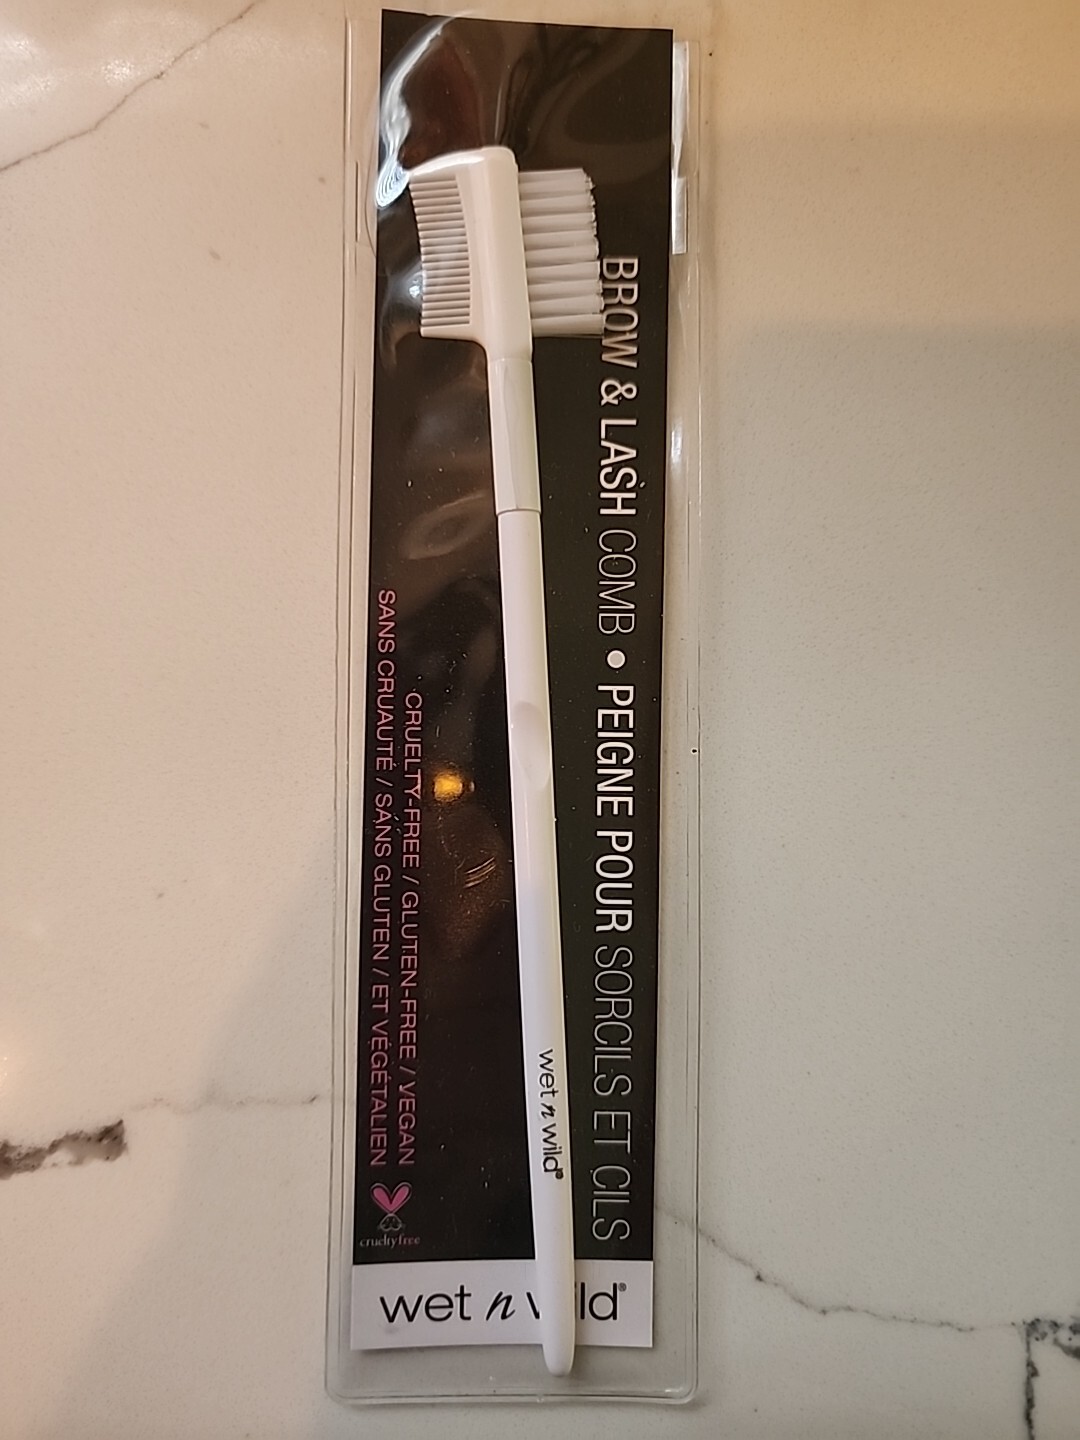 BROW & LASH COMB • PEIGNE POUR SORCILS ET CILS
CRUELTY-FREE / GLUTEN-FREE / VEGAN
SANS CRUAUTÉ / SANS GLUTEN / ET VÉGÉTALIEN
crueltyfree
wet n wild®
wet n ld®